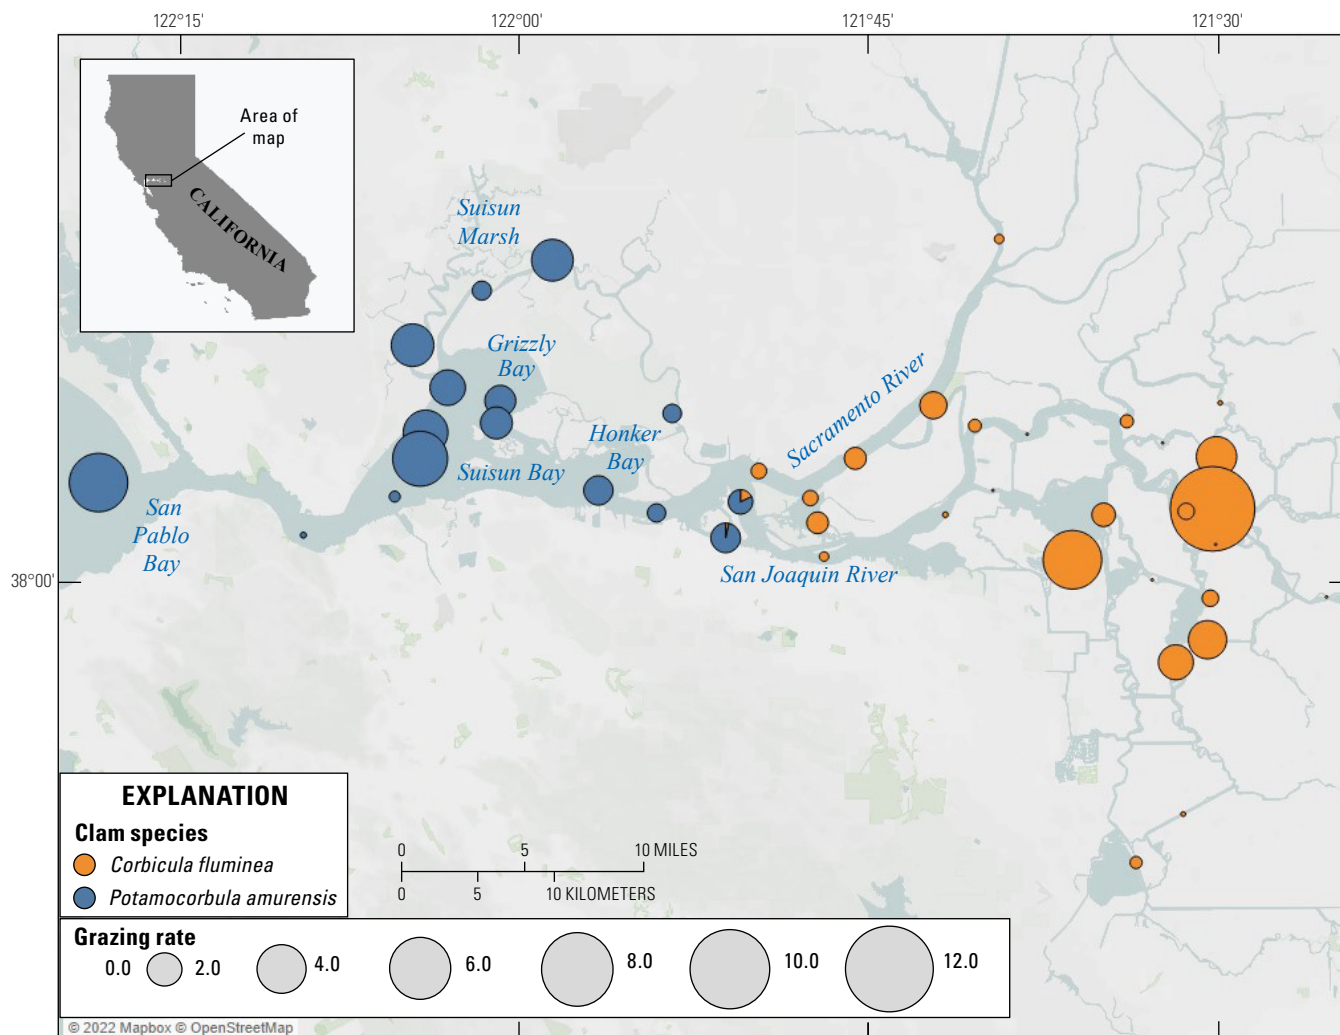 122°15'
122°00'
121°45'
121°30'
Area of
map
CALIFORNIA
Suisun
Marsh
Grizzly
Bay
Sacramento River
Honker
Bay
Suisun Bay
San
Pablo
Bay
San Joaquin River
38°00'
EXPLANATION
Clam species
Corbicula fluminea
Potamocorbula amurensis
0 5 10 MILES
0 5 10 KILOMETERS
Grazing rate
0.0 2.0 4.0 6.0 8.0 10.0 12.0
© 2022 Mapbox © OpenStreetMap